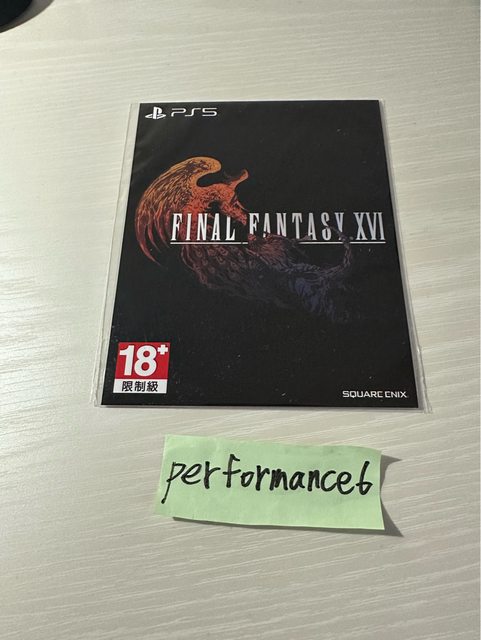 PS5
FINAL FANTASY XVI
18+
限制級
SQUARE ENIX
performance6